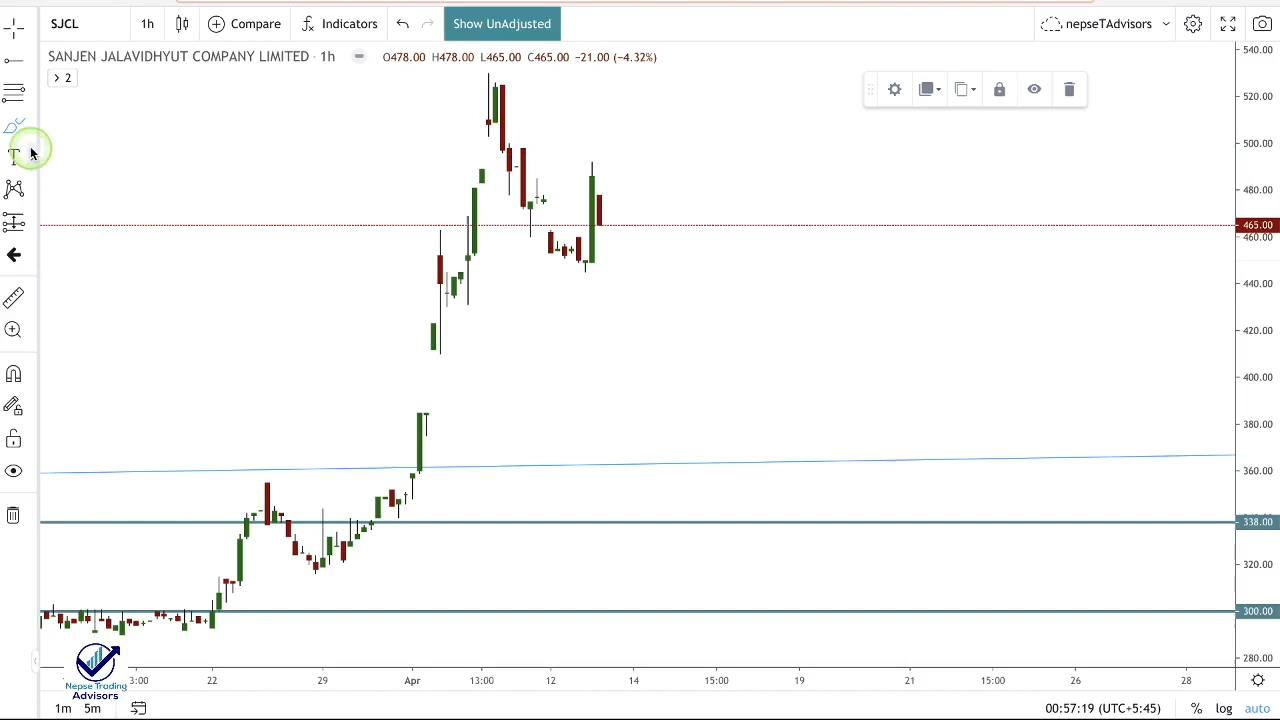 SJCL 1h Compare Indicators Show UnAdjusted nepseTAdvisors
SANJEN JALAVIDHYUT COMPANY LIMITED · 1h O478.00 H478.00 L465.00 C465.00 −21.00 (−4.32%)
2
540.00
520.00
500.00
480.00
465.00
460.00
440.00
420.00
400.00
380.00
360.00
338.00
320.00
300.00
280.00
3:00 22 29 Apr 13:00 12 14 15:00 19 21 15:00 26 28
Nepse Trading
Advisors
1m 5m 00:57:19 (UTC+5:45) % log auto